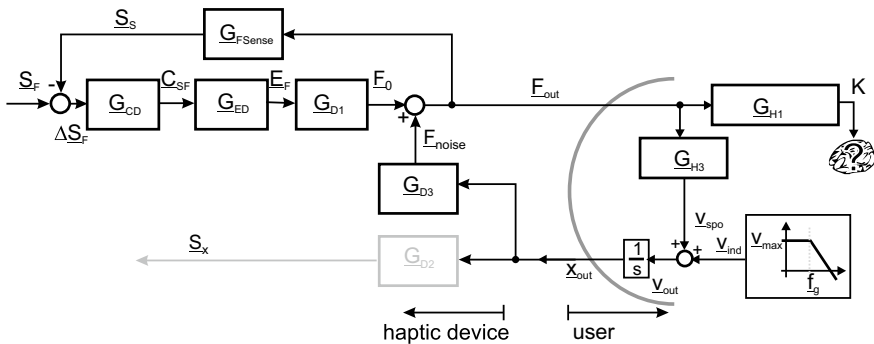 S_S
G_FSense
S_F
-
ΔS_F
G_CD
C_SF
G_ED
E_F
G_D1
F_0
+
F_noise
F_out
G_H1
K
?
G_H3
G_D3
v_spo
S_x
G_D2
x_out
1/s
v_out
+ +
v_ind
v_max
f_g
haptic device
user